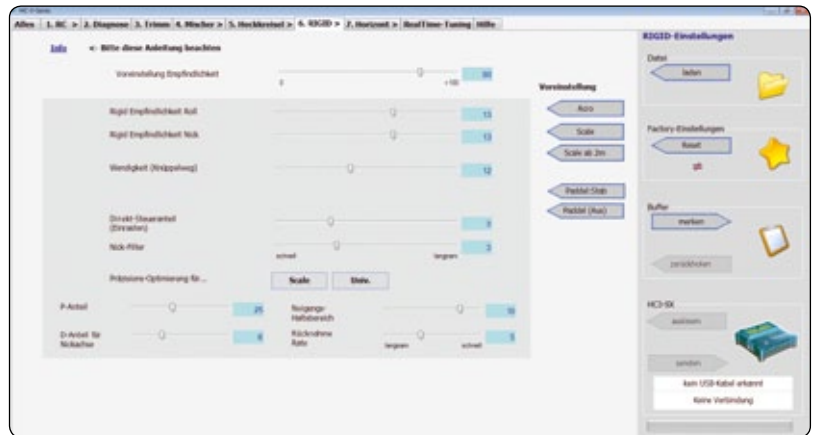 Alles 1. RC > 2. Diagnose 3. Trimm 4. Mischer > 5. Heckkreisel > 6. RIGID > 7. Horizont > RealTime-Tuning Hilfe
Info <- Bitte diese Anleitung beachten
Voreinstellung Empfindlichkeit
0 +100 80
Rigid Empfindlichkeit Roll 13
Rigid Empfindlichkeit Nick 13
Wendigkeit (Knüppelweg) 12
Direkt-Steueranteil
(Einrasten)
Nick-Filter
schnell langsam
Präzisions-Optimierung für...
Scale Univ.
P-Anteil 25
D-Anteil für
Nickachse
Neigungs-
Haltebereich 10
Rücknahme
Rate
langsam schnell
Voreinstellung
Acro
Scale
Scale ab 2m
Paddel:Stab
Paddel (Aus)
RIGID-Einstellungen
Datei
laden
Factory-Einstellungen
Reset
Buffer
merken
zurückholen
HC3-SX
auslesen
senden
kein USB-Kabel erkannt
Keine Verbindung